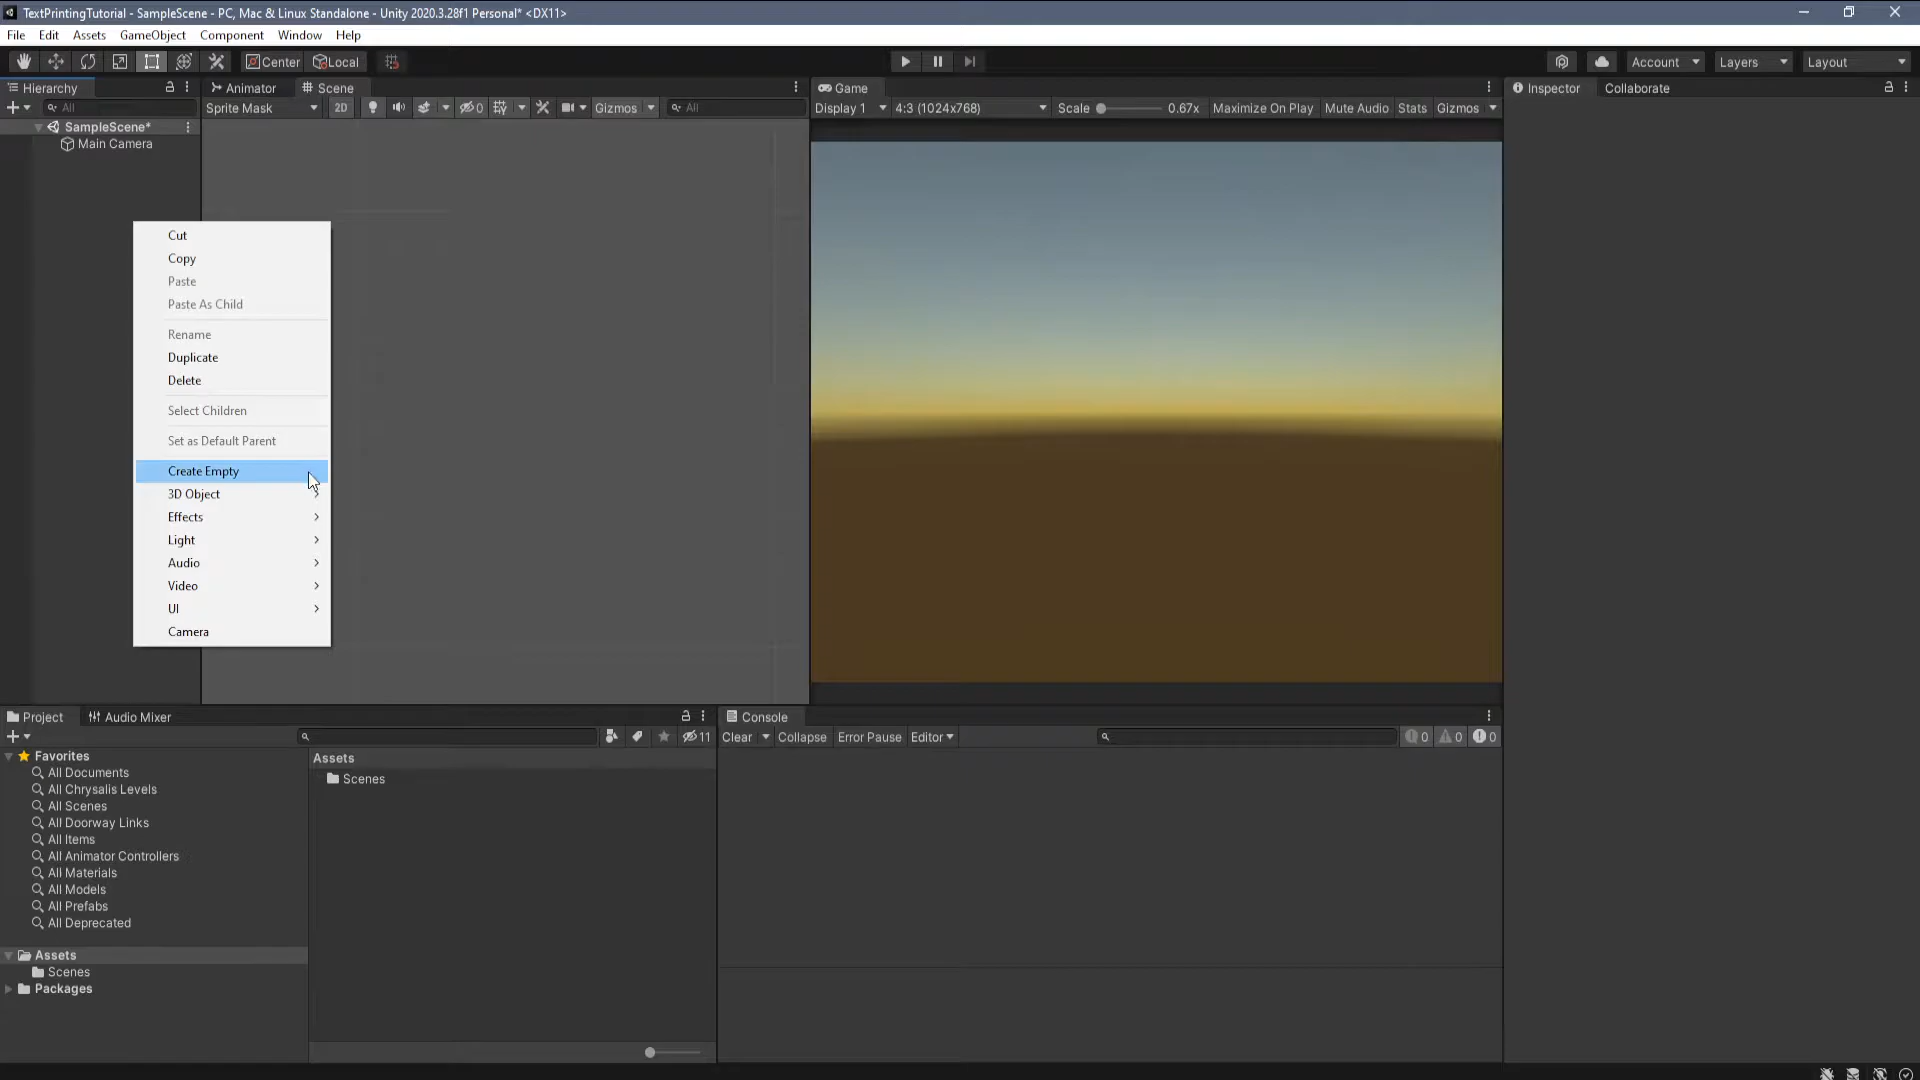 TextPrintingTutorial - SampleScene - PC, Mac & Linux Standalone - Unity 2020.3.28f1 Personal* <DX11>
File Edit Assets GameObject Component Window Help
Center Local Account Layers Layout
Hierarchy Animator Scene Game Inspector Collaborate
All Sprite Mask 2D 0 Gizmos All Display 1 4:3 (1024x768) Scale 0.67x Maximize On Play Mute Audio Stats Gizmos
SampleScene*
Main Camera
Cut
Copy
Paste
Paste As Child
Rename
Duplicate
Delete
Select Children
Set as Default Parent
Create Empty
3D Object
Effects
Light
Audio
Video
UI
Camera
Project Audio Mixer Console
11 Clear Collapse Error Pause Editor 0 0 0
Favorites
All Documents
All Chrysalis Levels
All Scenes
All Doorway Links
All Items
All Animator Controllers
All Materials
All Models
All Prefabs
All Deprecated
Assets
Scenes
Packages
Assets
Scenes